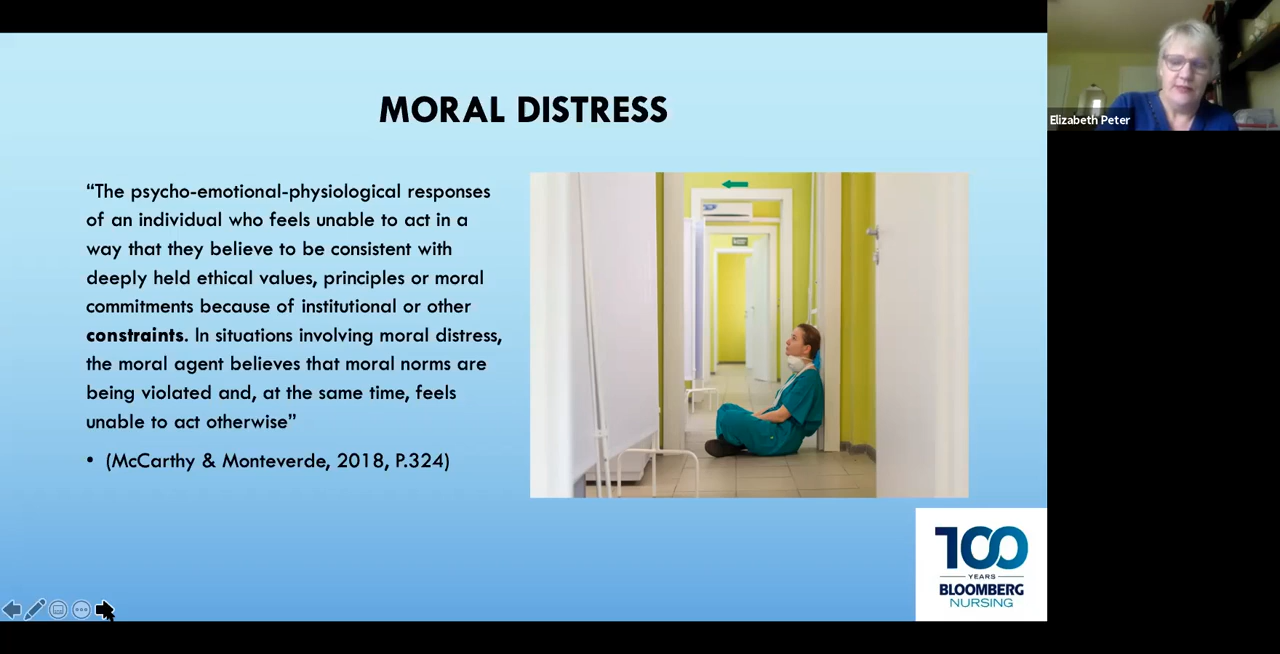 MORAL DISTRESS
“The psycho-emotional-physiological responses
of an individual who feels unable to act in a
way that they believe to be consistent with
deeply held ethical values, principles or moral
commitments because of institutional or other
constraints. In situations involving moral distress,
the moral agent believes that moral norms are
being violated and, at the same time, feels
unable to act otherwise”
• (McCarthy & Monteverde, 2018, P.324)
100
YEARS
BLOOMBERG
NURSING
Elizabeth Peter